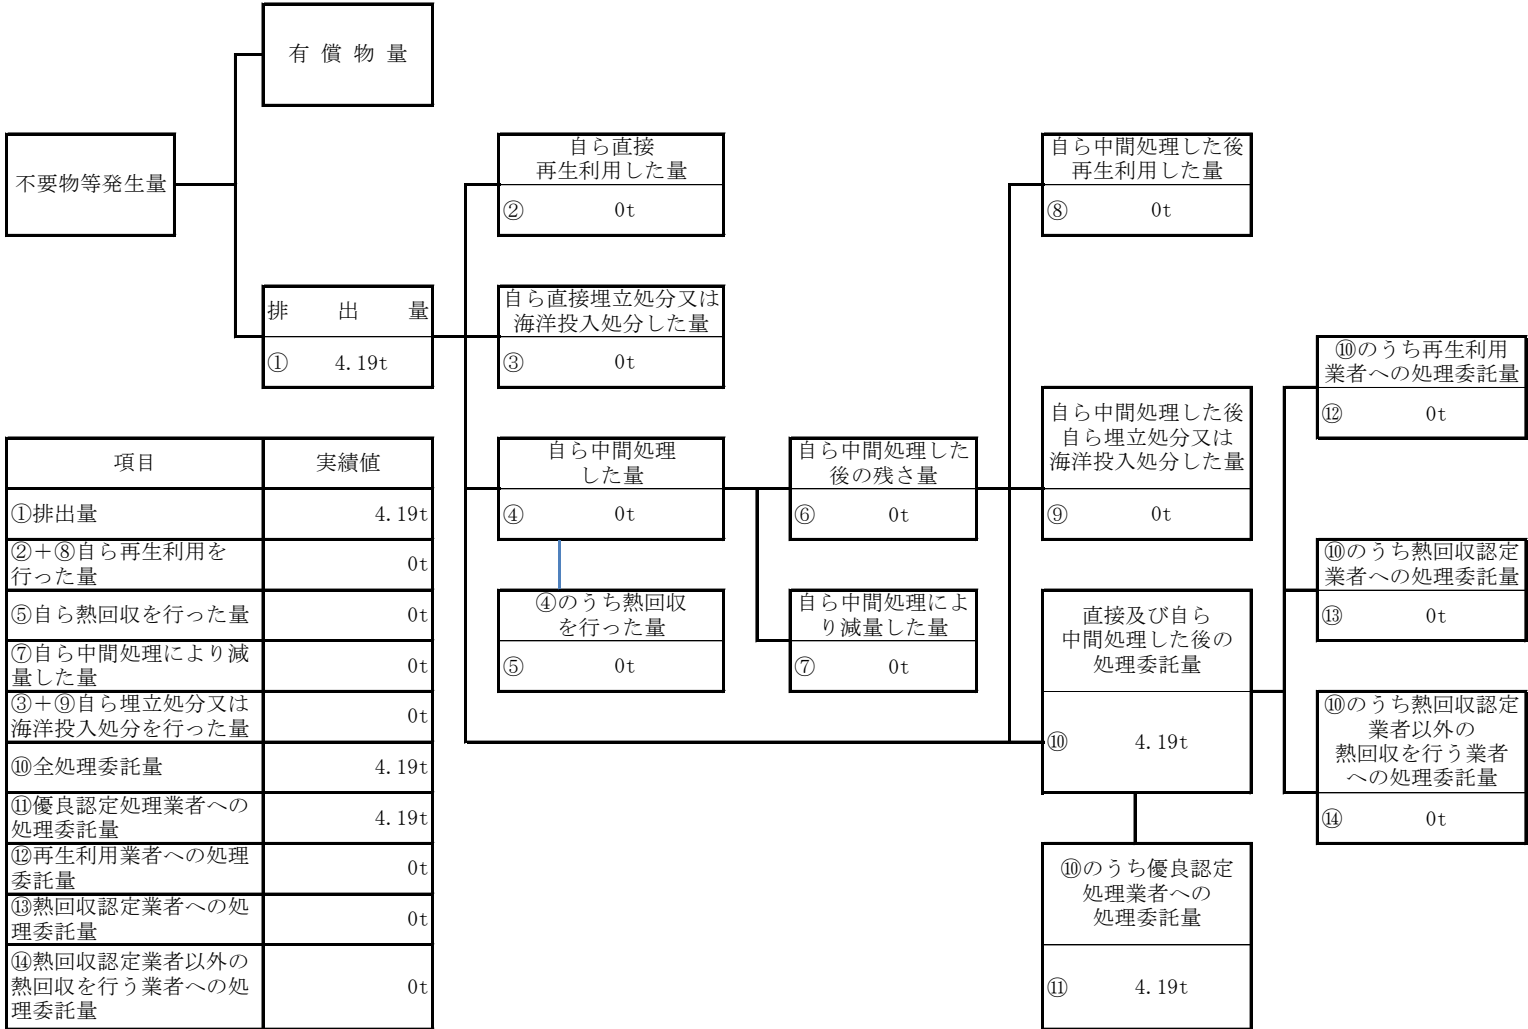 有 償 物 量
不要物等発生量
自ら直接
再生利用した量
② 0t
自ら中間処理した後
再生利用した量
⑧ 0t
排 出 量
① 4.19t
自ら直接埋立処分又は
海洋投入処分した量
③ 0t
⑩のうち再生利用
業者への処理委託量
⑫ 0t
自ら中間処理
した量
④ 0t
自ら中間処理した
後の残さ量
⑥ 0t
自ら中間処理した後
自ら埋立処分又は
海洋投入処分した量
⑨ 0t
④のうち熱回収
を行った量
⑤ 0t
自ら中間処理によ
り減量した量
⑦ 0t
直接及び自ら
中間処理した後の
処理委託量
⑩ 4.19t
⑩のうち熱回収認定
業者への処理委託量
⑬ 0t
⑩のうち熱回収認定
業者以外の
熱回収を行う業者
への処理委託量
⑭ 0t
⑩のうち優良認定
処理業者への
処理委託量
⑪ 4.19t
項目 実績値
①排出量 4.19t
②+⑧自ら再生利用を
行った量 0t
⑤自ら熱回収を行った量 0t
⑦自ら中間処理により減
量した量 0t
③+⑨自ら埋立処分又は
海洋投入処分を行った量 0t
⑩全処理委託量 4.19t
⑪優良認定処理業者への
処理委託量 4.19t
⑫再生利用業者への処理
委託量 0t
⑬熱回収認定業者への処
理委託量 0t
⑭熱回収認定業者以外の
熱回収を行う業者への処
理委託量 0t